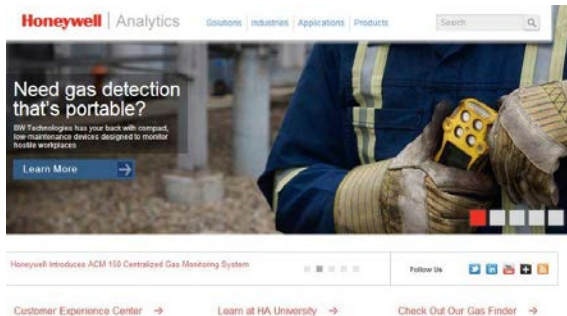 Honeywell | Analytics
Solutions | Industries | Applications | Products
Search
Need gas detection
that's portable?
BW Technologies has your back with compact,
low-maintenance devices designed to monitor
hostile workplaces
Learn More
Honeywell Introduces ACM 150 Centralized Gas Monitoring System
Follow Us
Customer Experience Center
Learn at HA University
Check Out Our Gas Finder